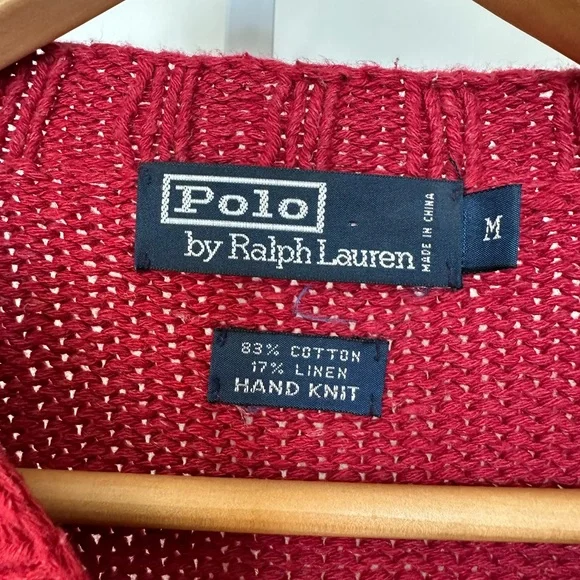 Polo
by Ralph Lauren
MADE IN CHINA
M
83% COTTON
17% LINEN
HAND KNIT